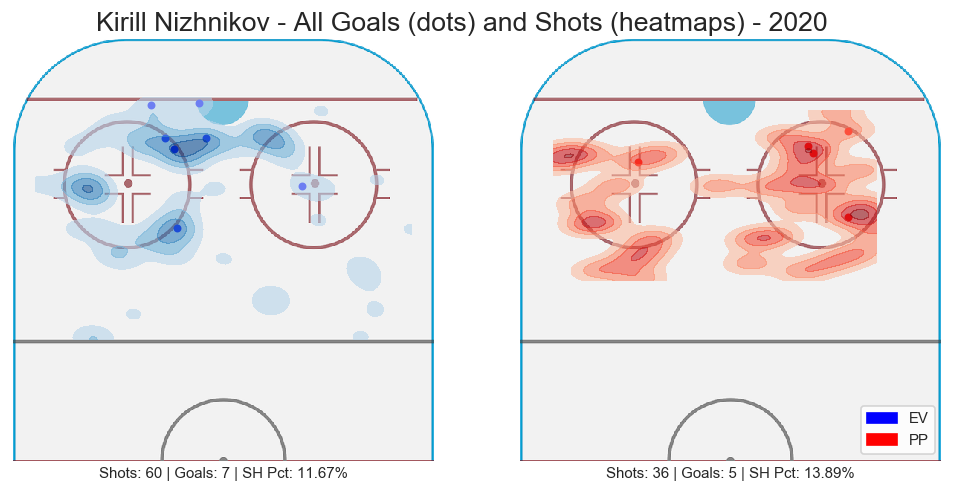 Kirill Nizhnikov - All Goals (dots) and Shots (heatmaps) - 2020
EV
PP
Shots: 60 | Goals: 7 | SH Pct: 11.67%
Shots: 36 | Goals: 5 | SH Pct: 13.89%